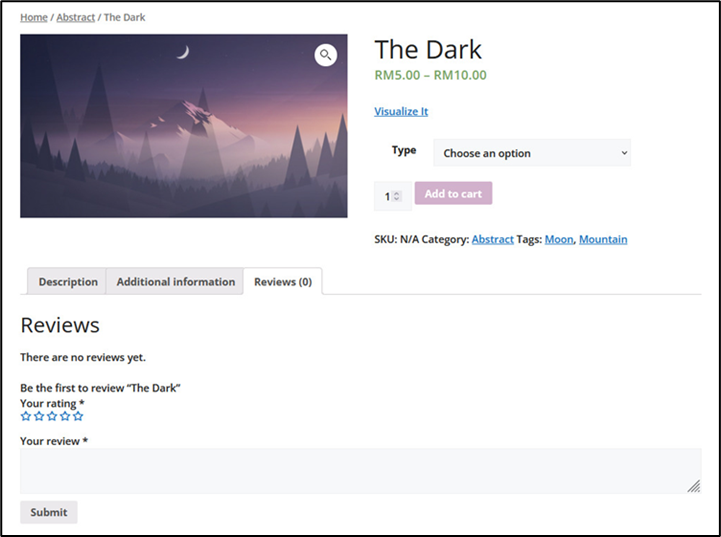 Home / Abstract / The Dark
The Dark
RM5.00 – RM10.00
Visualize It
Type
Choose an option
1
Add to cart
SKU: N/A Category: Abstract Tags: Moon, Mountain
Description
Additional information
Reviews (0)
Reviews
There are no reviews yet.
Be the first to review “The Dark”
Your rating *
Your review *
Submit